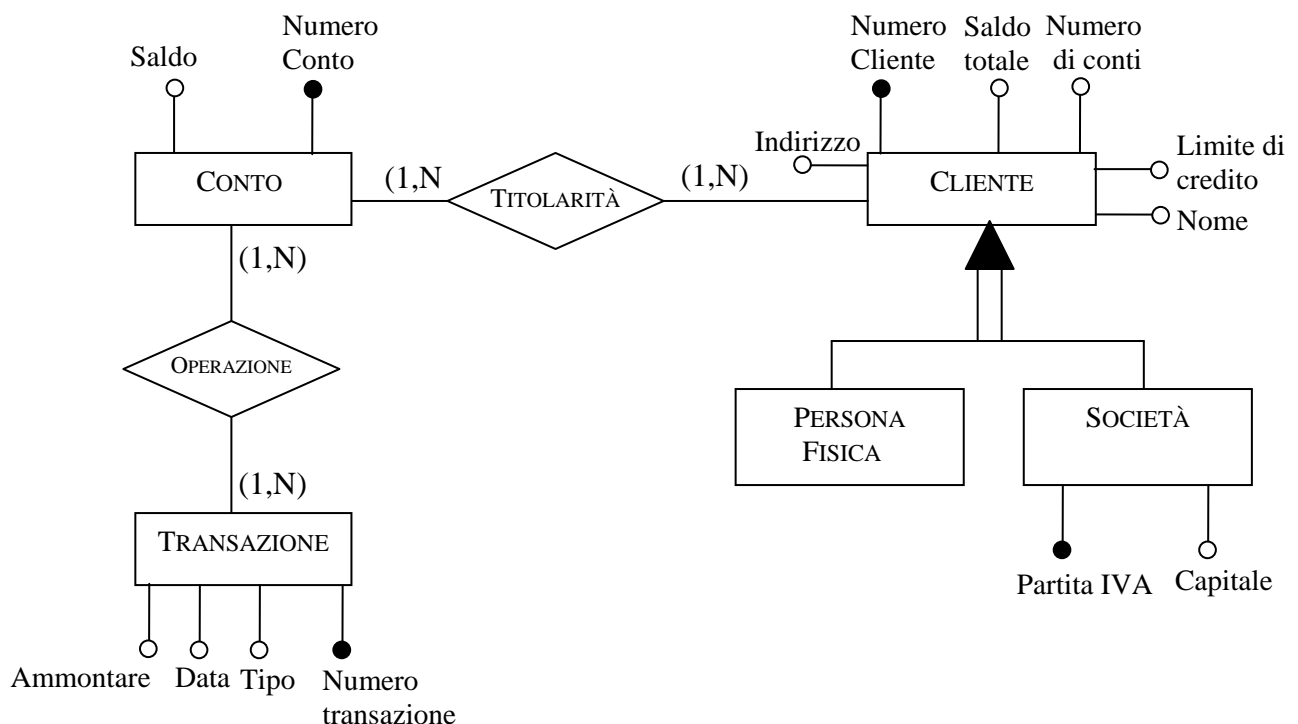 Numero
Conto
Saldo
Numero
Cliente
Saldo
totale
Numero
di conti
Indirizzo
Limite di
credito
Nome
CONTO
(1,N
TITOLARITÀ
(1,N)
CLIENTE
(1,N)
OPERAZIONE
(1,N)
PERSONA
FISICA
SOCIETÀ
TRANSAZIONE
Partita IVA
Capitale
Ammontare
Data
Tipo
Numero
transazione